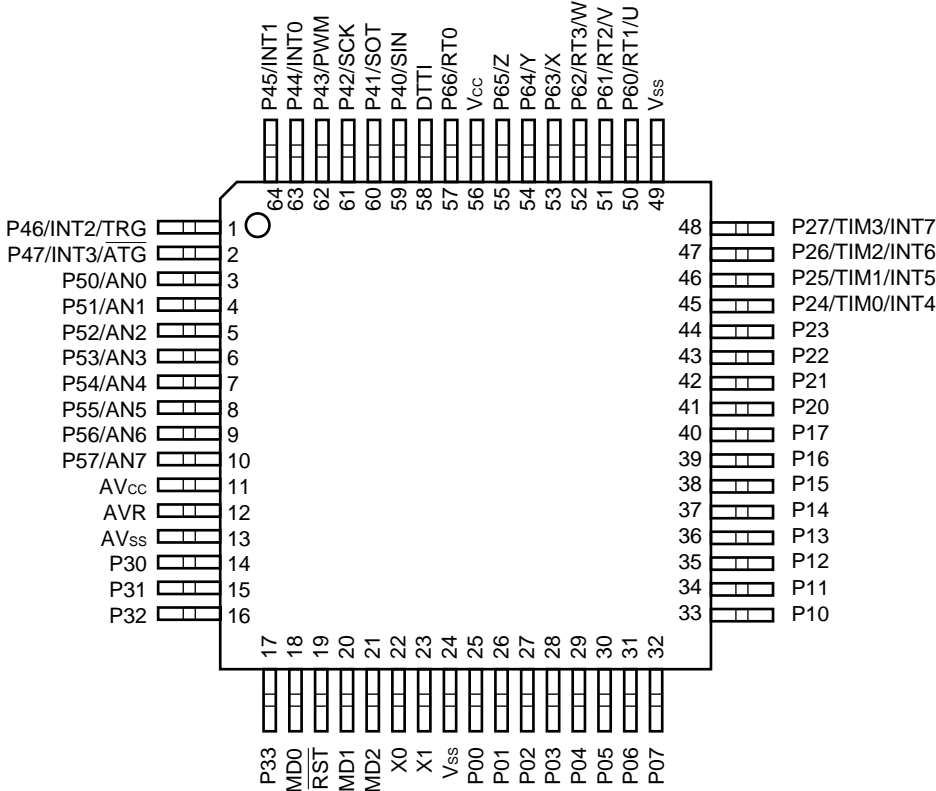 P45/INT1
P44/INT0
P43/PWM
P42/SCK
P41/SOT
P40/SIN
DTTI
P66/RT0
Vcc
P65/Z
P64/Y
P63/X
P62/RT3/W
P61/RT2/V
P60/RT1/U
Vss
64
63
62
61
60
59
58
57
56
55
54
53
52
51
50
49
P46/INT2/TRG 1
P47/INT3/ATG 2
P50/AN0 3
P51/AN1 4
P52/AN2 5
P53/AN3 6
P54/AN4 7
P55/AN5 8
P56/AN6 9
P57/AN7 10
AVcc 11
AVR 12
AVss 13
P30 14
P31 15
P32 16
48 P27/TIM3/INT7
47 P26/TIM2/INT6
46 P25/TIM1/INT5
45 P24/TIM0/INT4
44 P23
43 P22
42 P21
41 P20
40 P17
39 P16
38 P15
37 P14
36 P13
35 P12
34 P11
33 P10
17
18
19
20
21
22
23
24
25
26
27
28
29
30
31
32
P33
MD0
RST
MD1
MD2
X0
X1
Vss
P00
P01
P02
P03
P04
P05
P06
P07